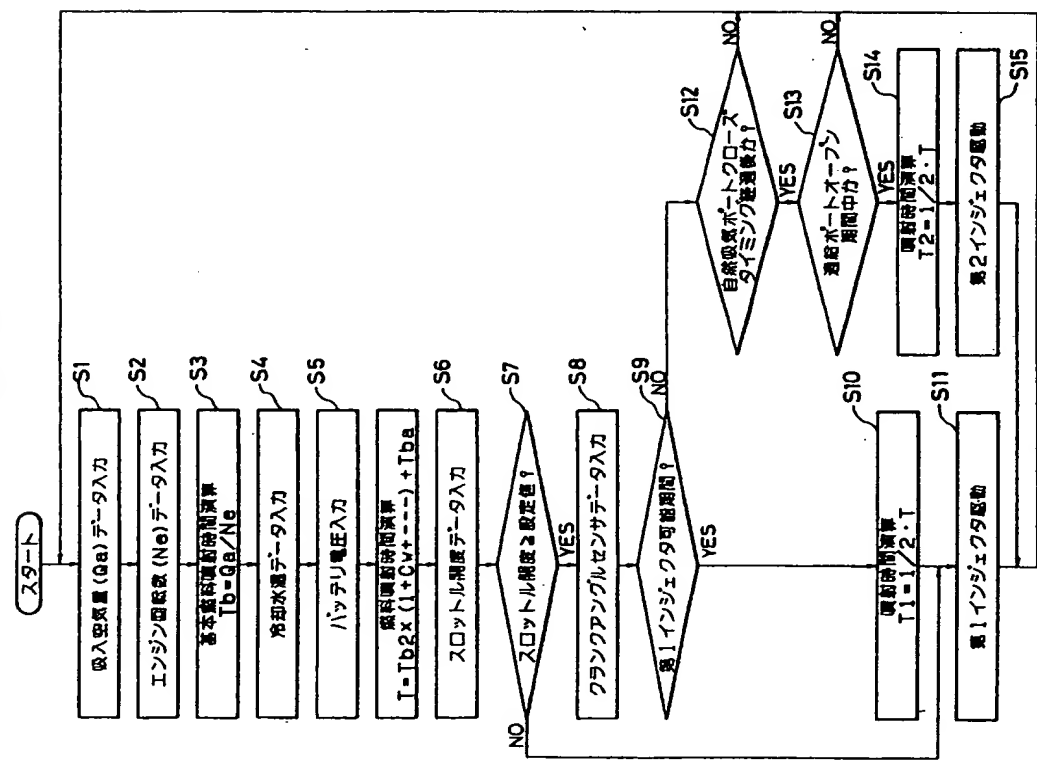 スタート
吸入空気量(Qa)データ入力
S1
エンジン回転数(Ne)データ入力
S2
基本燃料噴射時間演算
Tb=Qa/Ne
S3
冷却水温データ入力
S4
バッテリ電圧入力
S5
燃料噴射時間演算
T=Tb2×(1+Cw+---)+Tba
スロットル開度データ入力
S6
スロットル開度≧設定値?
S7
NO
YES
クランクアングルセンサデータ入力
S8
第1インジェクタ可能期間?
S9
NO
YES
噴射時間演算
T1=1/2・T
S10
第1インジェクタ駆動
S11
自然吸気ポートクローズ
タイミング経過後か?
S12
NO
YES
過給ポートオープン
期間中か?
S13
NO
YES
噴射時間演算
T2=1/2・T
S14
第2インジェクタ駆動
S15